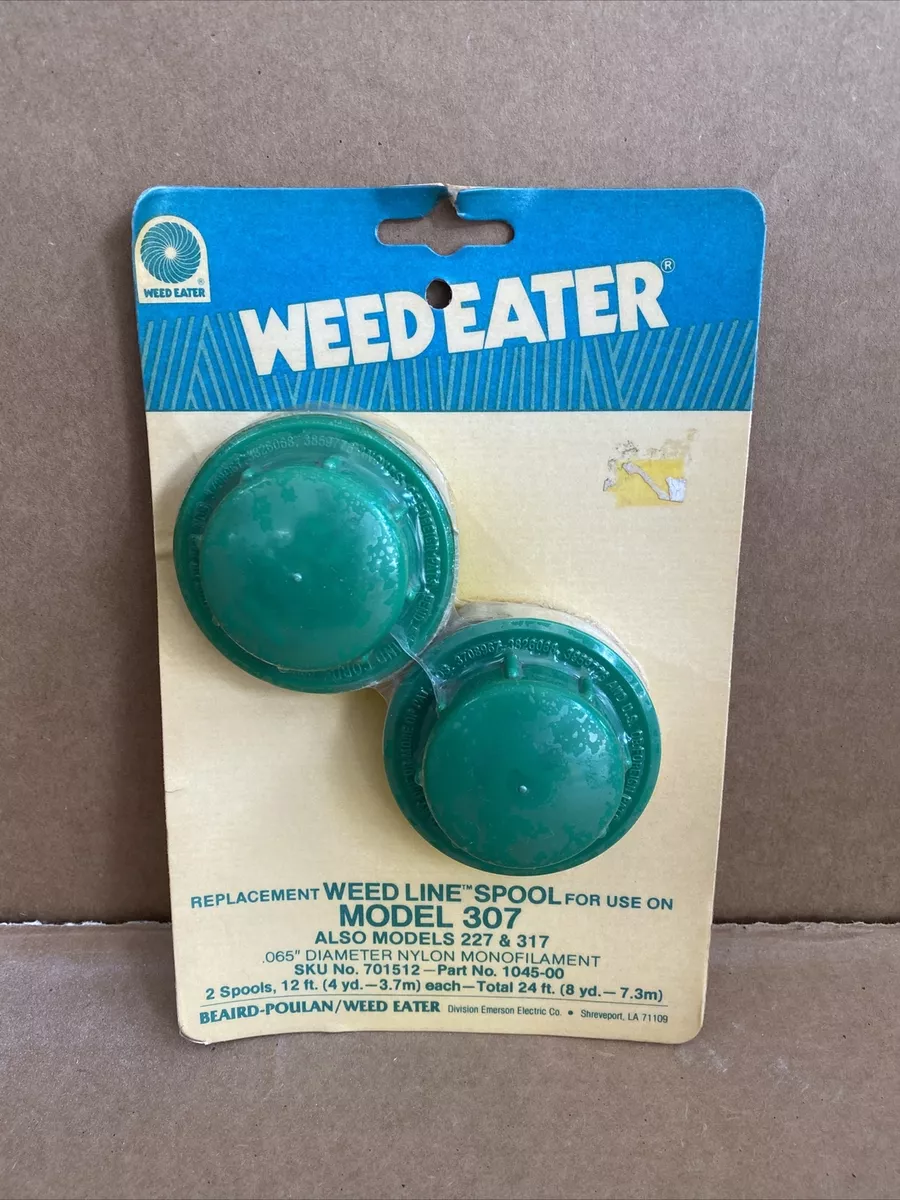 WEED EATER®
WEED EATER®
REPLACEMENT WEED LINE™ SPOOL FOR USE ON
MODEL 307
ALSO MODELS 227 & 317
.065" DIAMETER NYLON MONOFILAMENT
SKU No. 701512—Part No. 1045-00
2 Spools, 12 ft. (4 yd.—3.7m) each—Total 24 ft. (8 yd.—7.3m)
BEAIRD-POULAN/WEED EATER Division Emerson Electric Co. • Shreveport, LA 71109